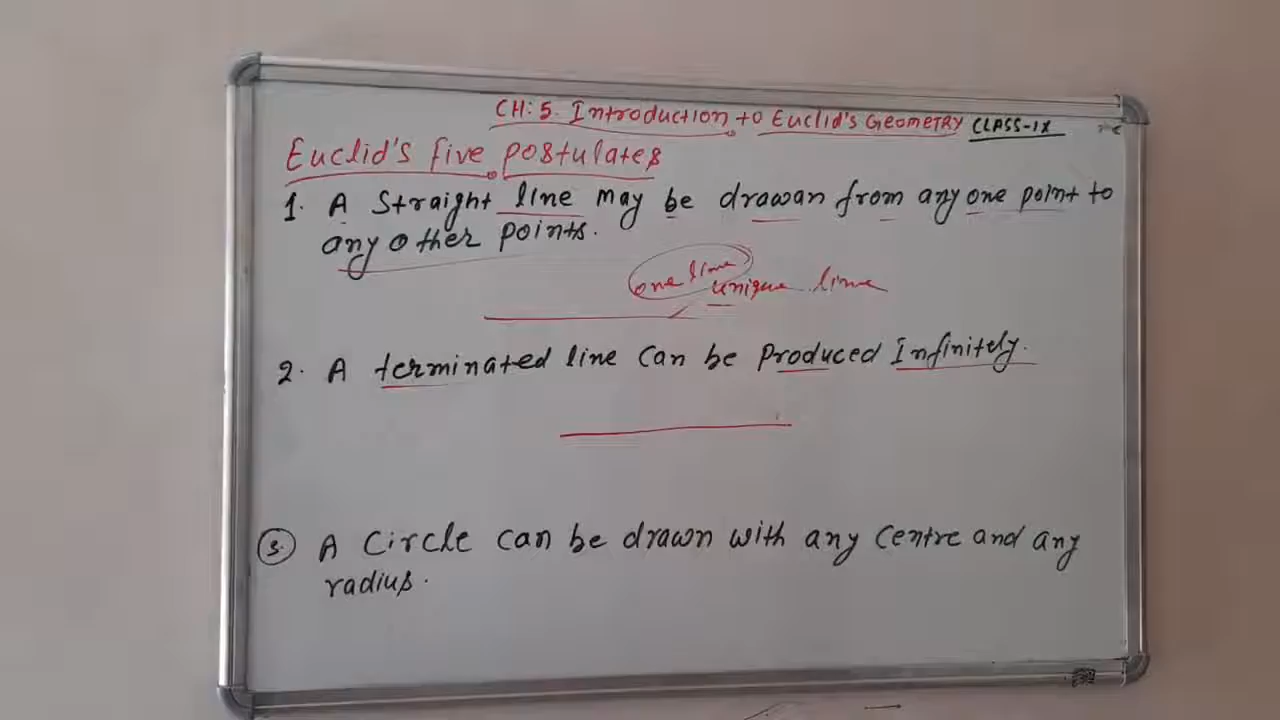 CH: 5. Introduction to Euclid's Geometry CLASS-IX
Euclid's five postulates
1. A Straight line may be drawan from any one point to
any other points.
one line
unique line
2. A terminated line can be produced Infinitely.
3. A Circle can be drawn with any centre and any
radius.